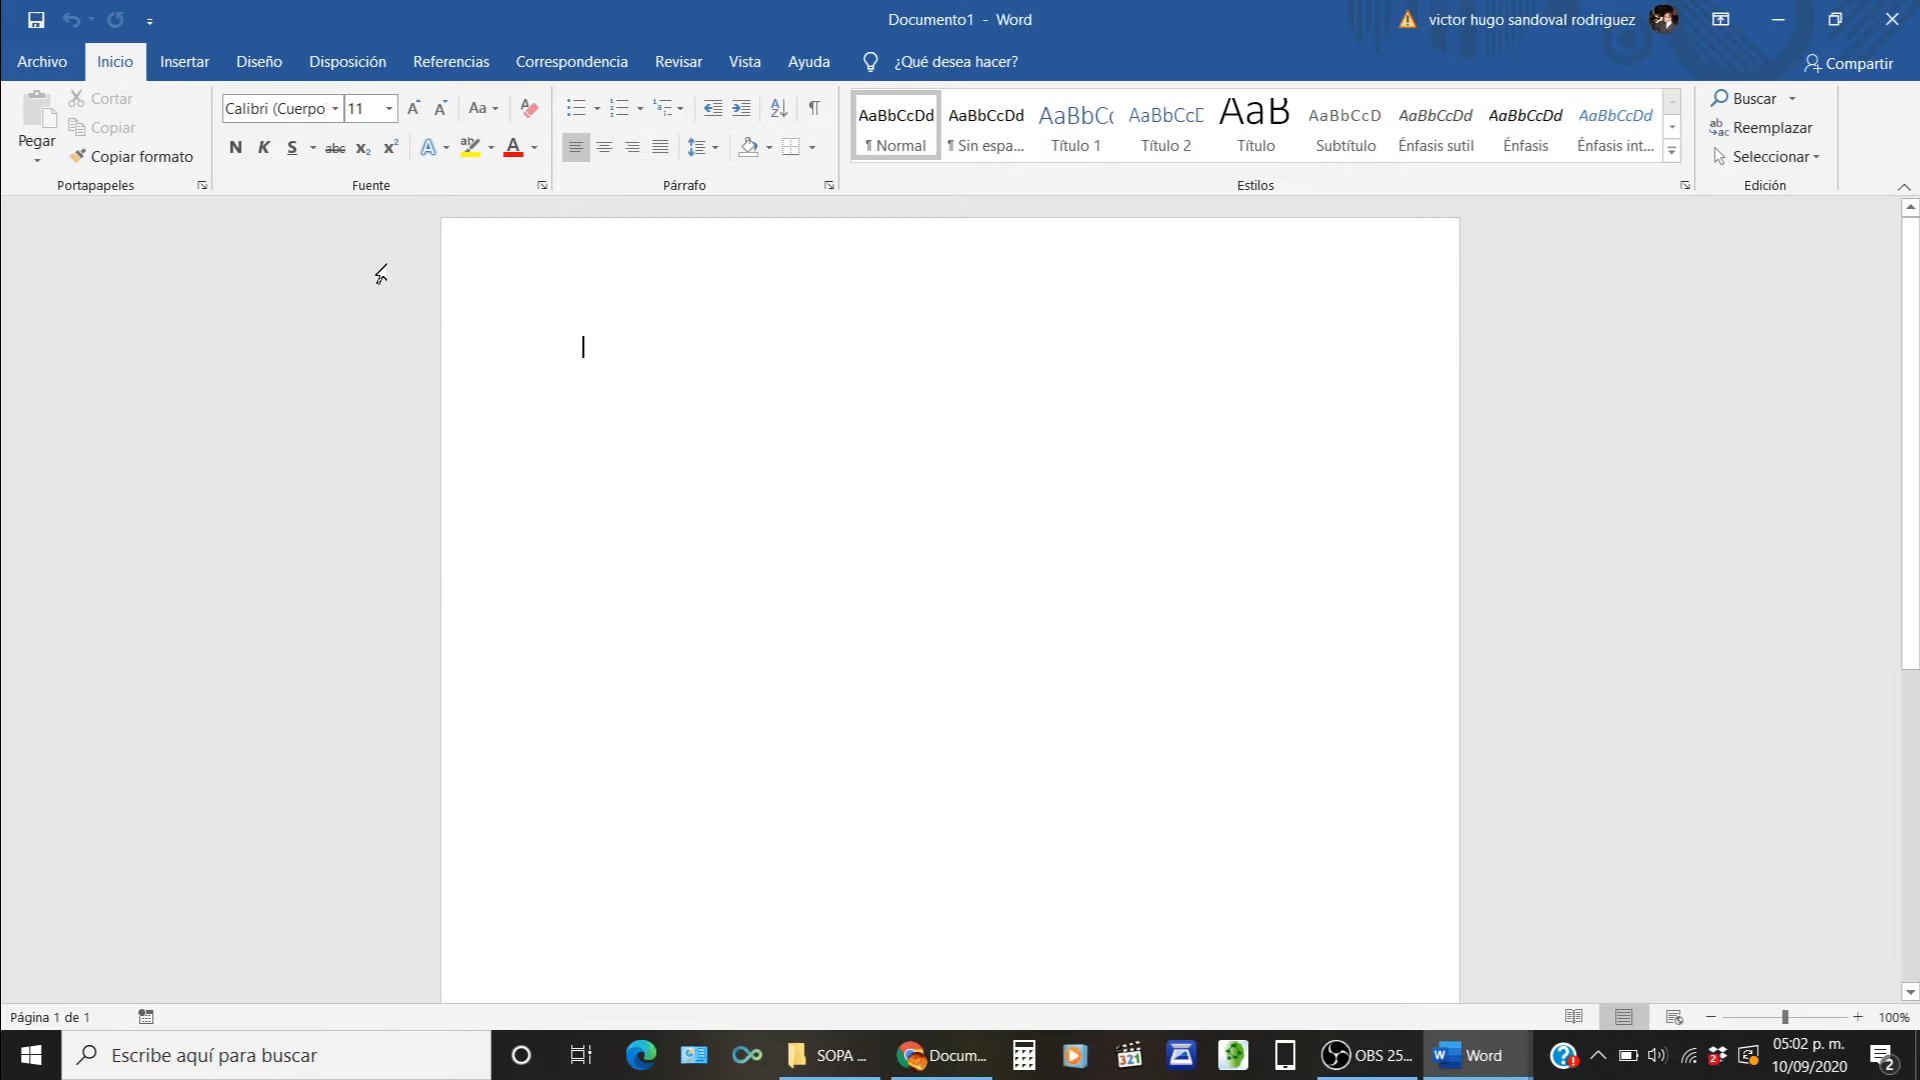 Documento1 - Word
victor hugo sandoval rodriguez
Archivo Inicio Insertar Diseño Disposición Referencias Correspondencia Revisar Vista Ayuda ¿Qué desea hacer? Compartir
Pegar
Cortar
Copiar
Copiar formato
Portapapeles
Calibri (Cuerpo 11
Aa
N K S abc x₂ x² A ab A
Fuente
Párrafo
AaBbCcDd AaBbCcDd AaBbCc AaBbCcD AaB AaBbCcD AaBbCcDd AaBbCcDd AaBbCcDd
¶ Normal ¶ Sin espa... Título 1 Título 2 Título Subtítulo Énfasis sutil Énfasis Énfasis int...
Estilos
Buscar
Reemplazar
Seleccionar
Edición
Página 1 de 1
100%
Escribe aquí para buscar
SOPA ...
Docum...
321
OBS 25...
Word
05:02 p. m.
10/09/2020
2